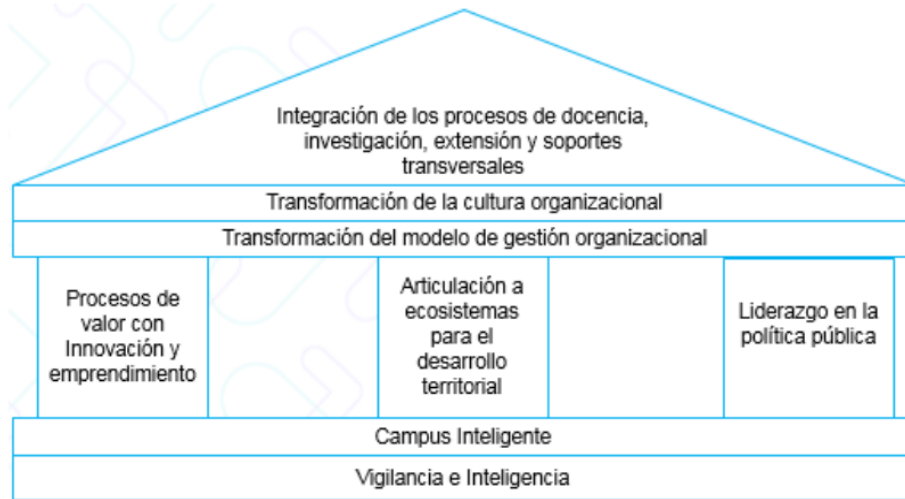 Integración de los procesos de docencia,
investigación, extensión y soportes
transversales
Transformación de la cultura organizacional
Transformación del modelo de gestión organizacional
Procesos de
valor con
Innovación y
emprendimiento
Articulación a
ecosistemas
para el
desarrollo
territorial
Liderazgo en la
política pública
Campus Inteligente
Vigilancia e Inteligencia